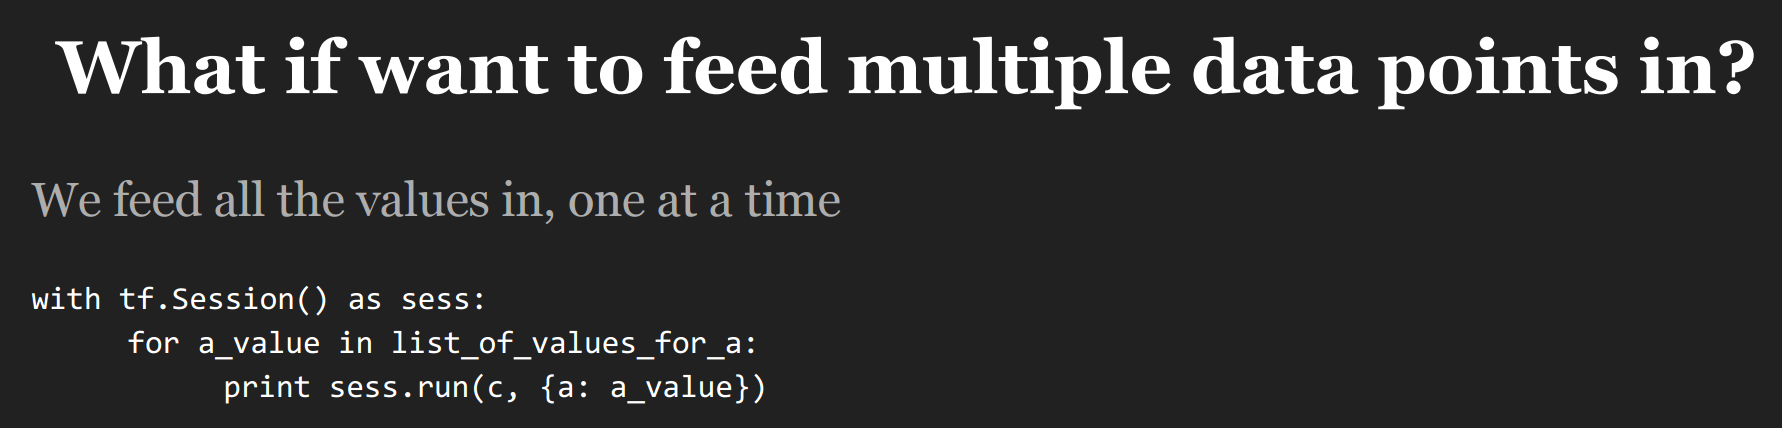 What if want to feed multiple data points in?
We feed all the values in, one at a time
with tf.Session() as sess:
for a_value in list_of_values_for_a:
print sess.run(c, {a: a_value})